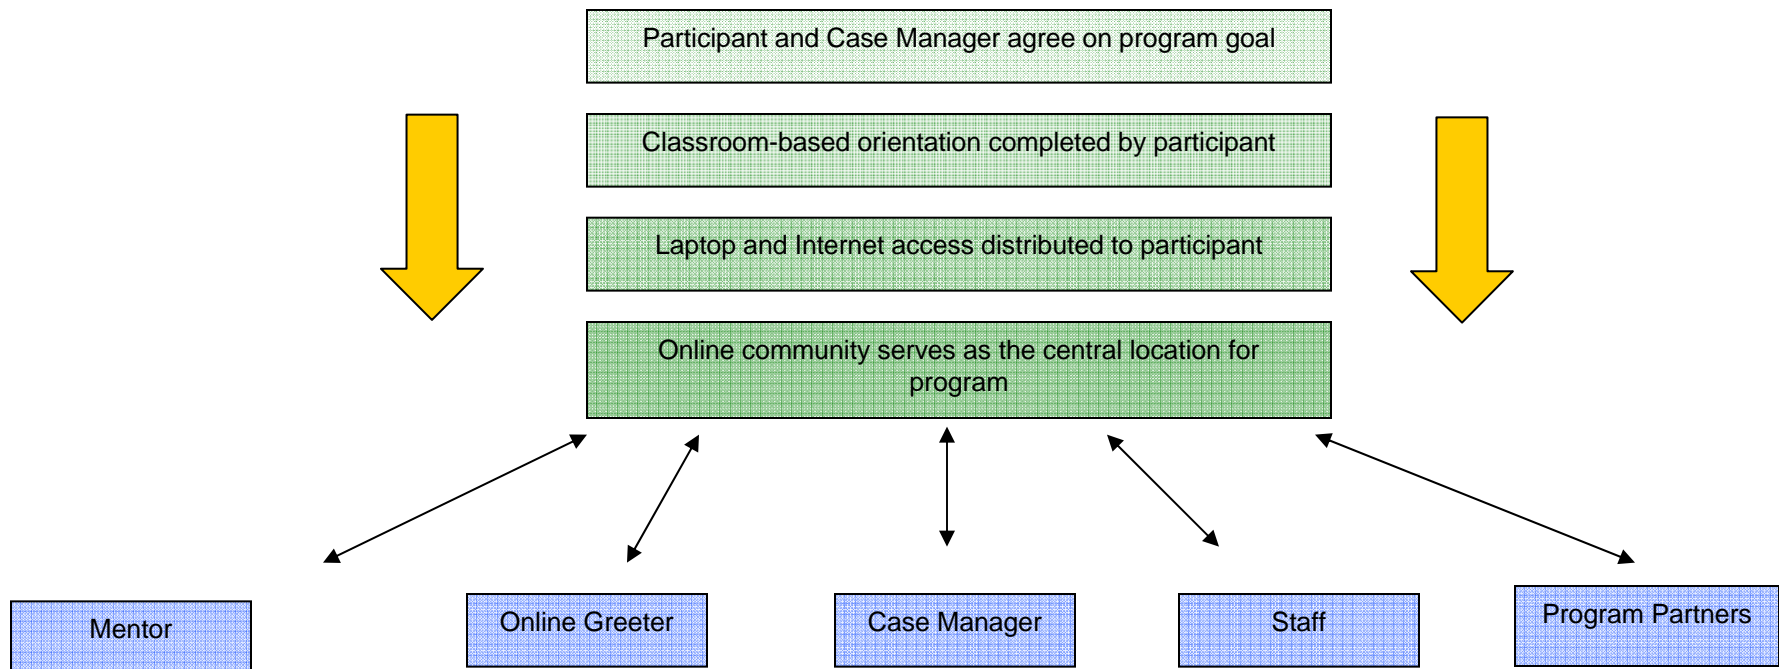 Participant and Case Manager agree on program goal
Classroom-based orientation completed by participant
Laptop and Internet access distributed to participant
Online community serves as the central location for
program
Mentor
Online Greeter
Case Manager
Staff
Program Partners